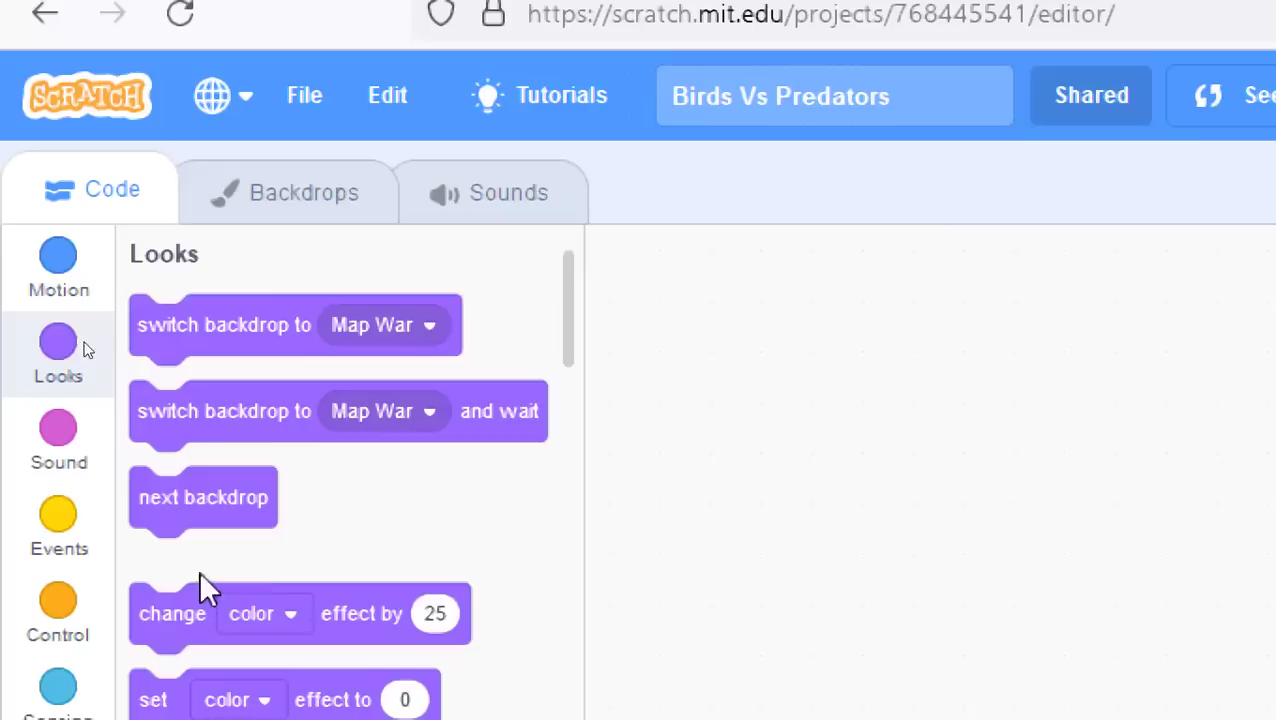 https://scratch.mit.edu/projects/768445541/editor/
SCRATCH File Edit Tutorials Birds Vs Predators Shared
Code Backdrops Sounds
Motion
Looks
Sound
Events
Control
Looks
switch backdrop to Map War
switch backdrop to Map War and wait
next backdrop
change color effect by 25
set color effect to 0